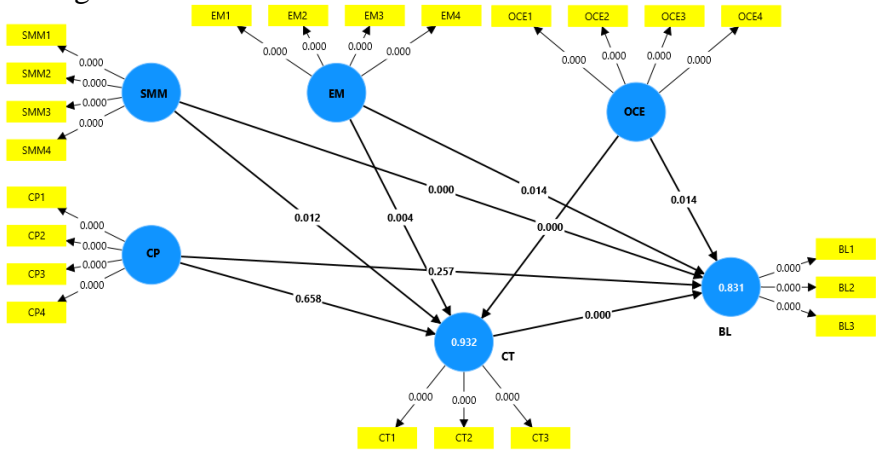 EM1
EM2
EM3
EM4
OCE1
OCE2
OCE3
OCE4
0.000
0.000
0.000
0.000
0.000
0.000
0.000
0.000
SMM1
SMM2
SMM3
SMM4
0.000
0.000
0.000
0.000
SMM
EM
OCE
CP1
CP2
CP3
CP4
0.000
0.000
0.000
0.000
CP
0.012
0.004
0.000
0.014
0.000
0.014
0.257
0.658
0.000
0.932
CT
0.831
BL
0.000
0.000
0.000
BL1
BL2
BL3
0.000
0.000
0.000
CT1
CT2
CT3